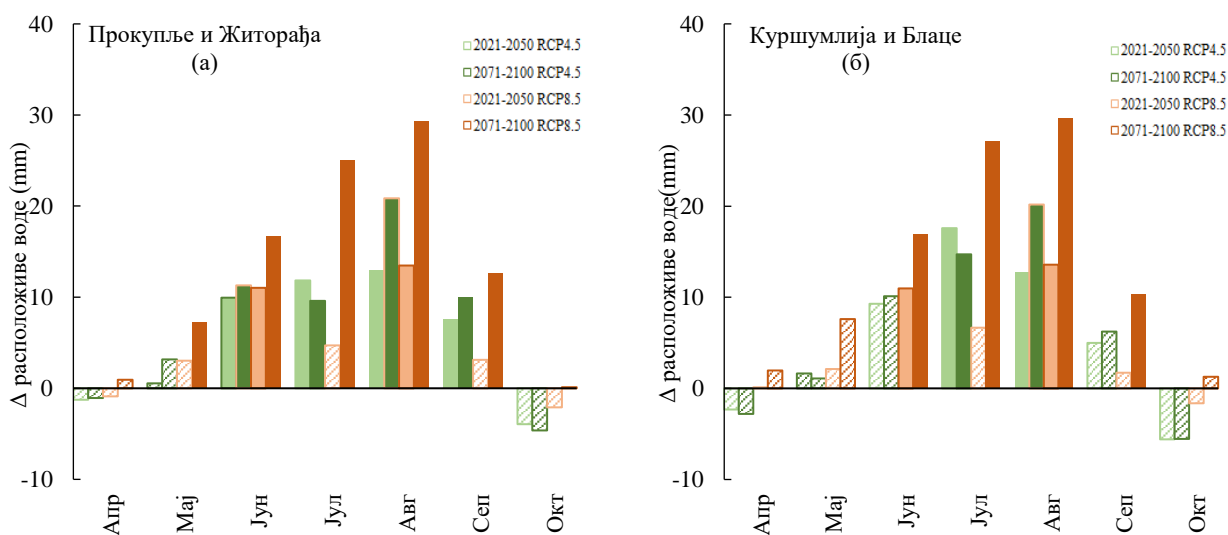 Прокупље и Житорађа
(а)
2021-2050 RCP4.5
2071-2100 RCP4.5
2021-2050 RCP8.5
2071-2100 RCP8.5
Δ расположиве воде (mm)
40
30
20
10
0
-10
Апр
Мај
Јун
Јул
Авг
Сеп
Окт
Куршумлија и Блаце
(б)
2021-2050 RCP4.5
2071-2100 RCP4.5
2021-2050 RCP8.5
2071-2100 RCP8.5
Δ расположиве воде(mm)
40
30
20
10
0
-10
Апр
Мај
Јун
Јул
Авг
Сеп
Окт